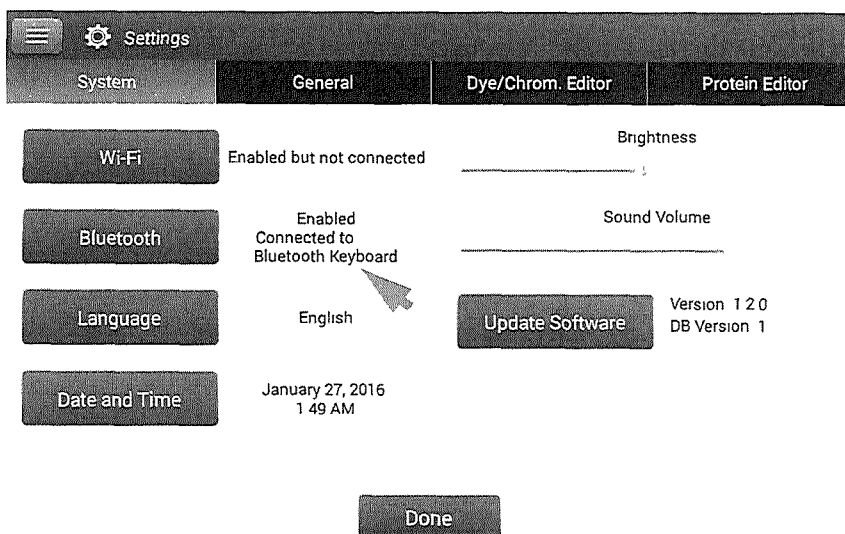 Settings
System General Dye/Chrom. Editor Protein Editor
Wi-Fi Enabled but not connected Brightness
Bluetooth Enabled
Connected to
Bluetooth Keyboard
Sound Volume
Language English
Update Software Version 1 2 0
DB Version 1
Date and Time January 27, 2016
1 49 AM
Done